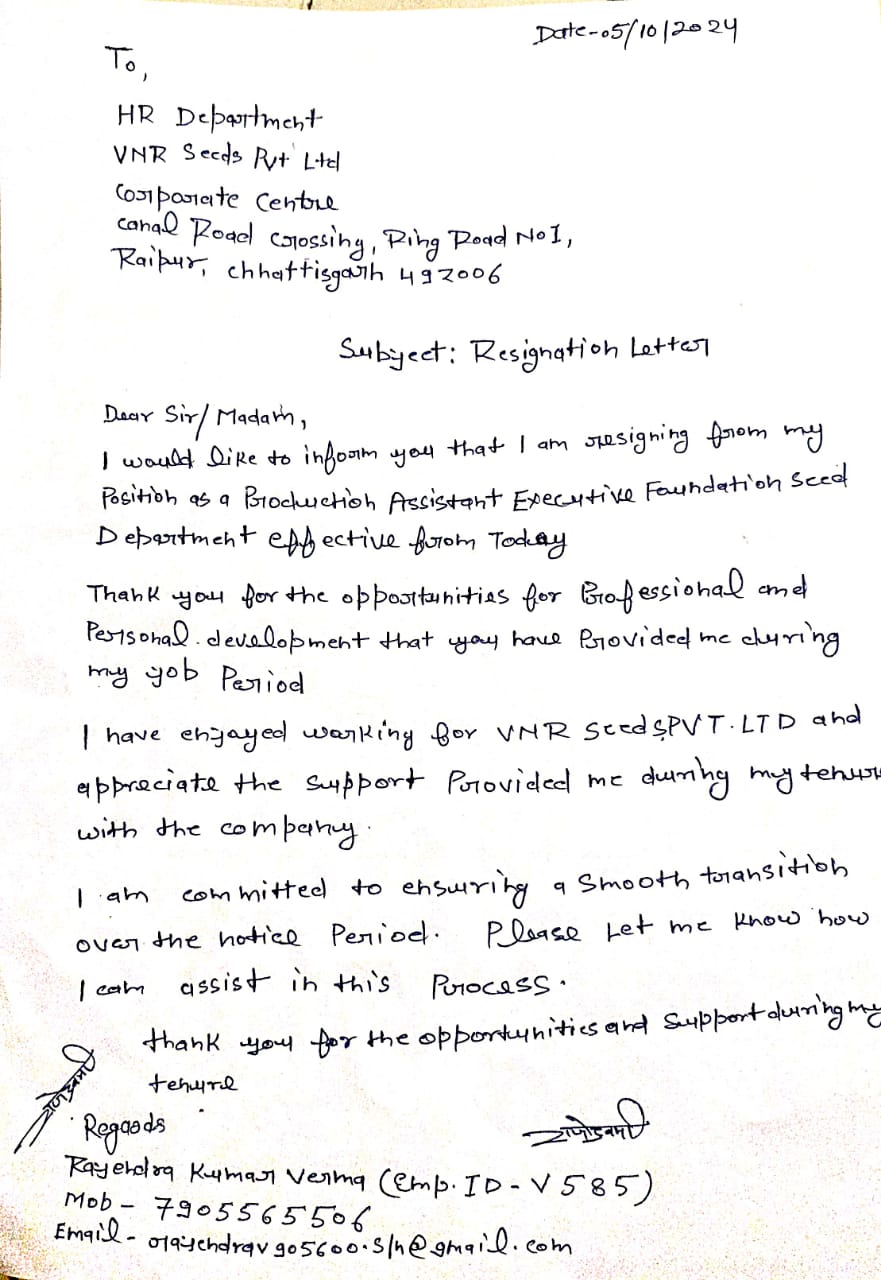 Date-05/10/2024
To,
HR Department
VNR Seeds Pvt Ltd
Corporate Centre
Canal Road crossing, Ring Road No 1,
Raipur, chhattisgarh 492006
Subject: Resignation Letter
Dear Sir/Madam,
I would like to inform you that I am resigning from my
Position as a Production Assistant Executive Foundation Seed
Department effective from Today
Thank you for the opportunities for Professional and
Personal development that you have Provided me during
my job Period
I have enjoyed working for VNR Seeds PVT. LTD and
appreciate the support Provided me during my tenure
with the company.
I am committed to ensuring a Smooth transition
over the notice Period. Please Let me know how
I can assist in this Process.
thank you for the opportunities and support during my
tenure
Regards
Rajendra Kumar Verma (Emp. ID - V585)
Mob - 7905565506
Email - @gmail.com